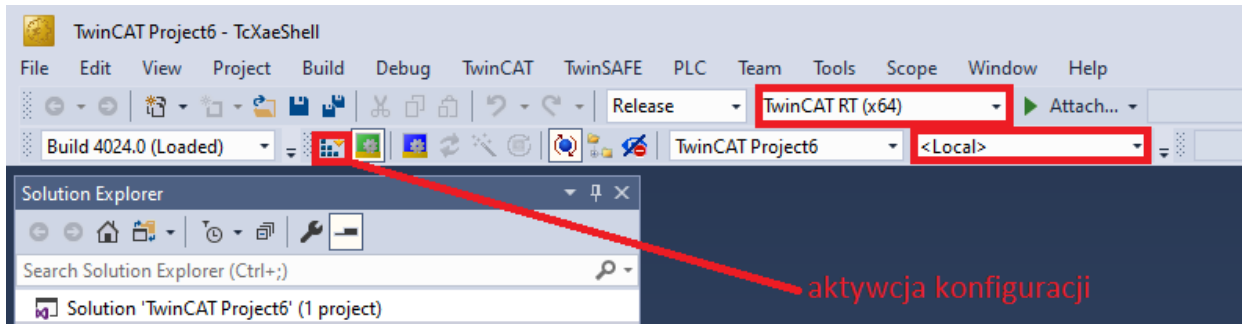 TwinCAT Project6 - TcXaeShell
File Edit View Project Build Debug TwinCAT TwinSAFE PLC Team Tools Scope Window Help
Release TwinCAT RT (x64) Attach...
Build 4024.0 (Loaded) TwinCAT Project6 <Local>
Solution Explorer
Search Solution Explorer (Ctrl+;)
aktywcja konfiguracji
Solution 'TwinCAT Project6' (1 project)